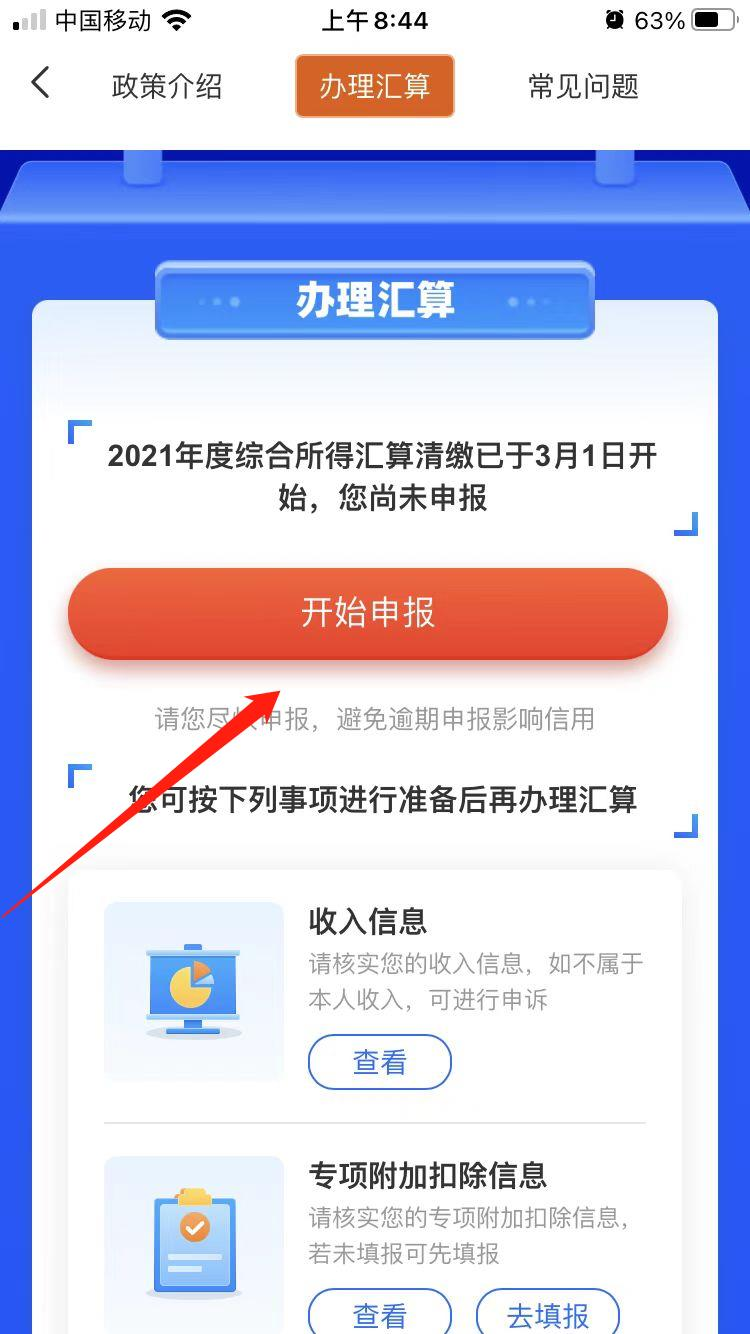 中国移动 上午8:44 63%
政策介绍 办理汇算 常见问题
办理汇算
2021年度综合所得汇算清缴已于3月1日开
始，您尚未申报
开始申报
请您尽快申报，避免逾期申报影响信用
您可按下列事项进行准备后再办理汇算
收入信息
请核实您的收入信息，如不属于
本人收入，可进行申诉
查看
专项附加扣除信息
请核实您的专项附加扣除信息，
若未填报可先填报
查看 去填报